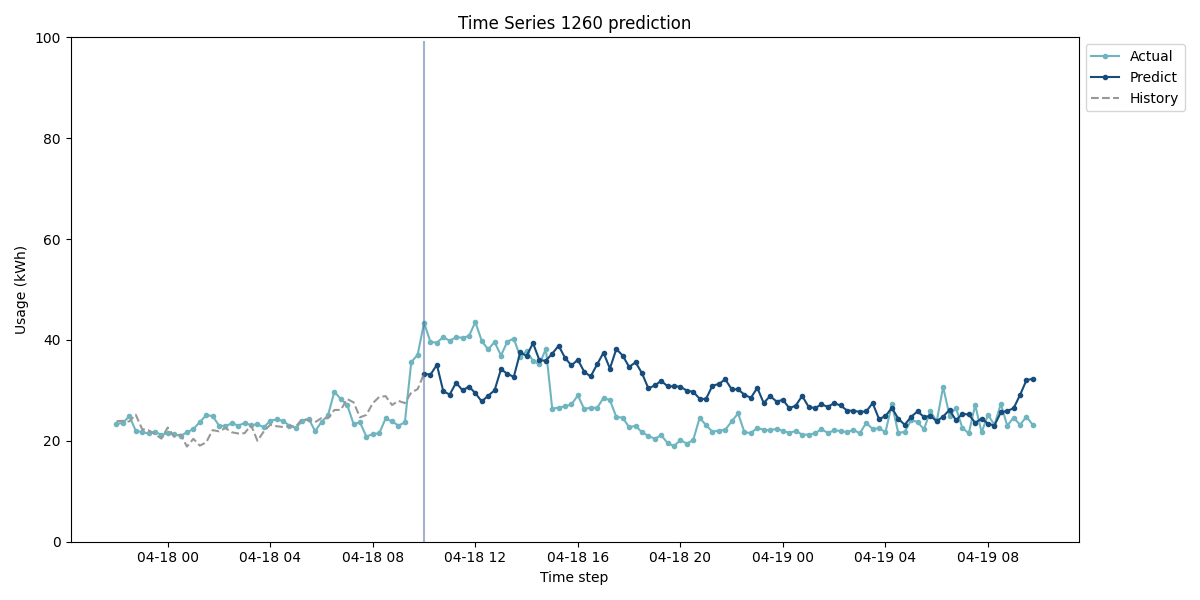 Time Series 1260 prediction
100
80
60
40
20
0
Usage (kWh)
04-18 00
04-18 04
04-18 08
04-18 12
04-18 16
04-18 20
04-19 00
04-19 04
04-19 08
Time step
Actual
Predict
History